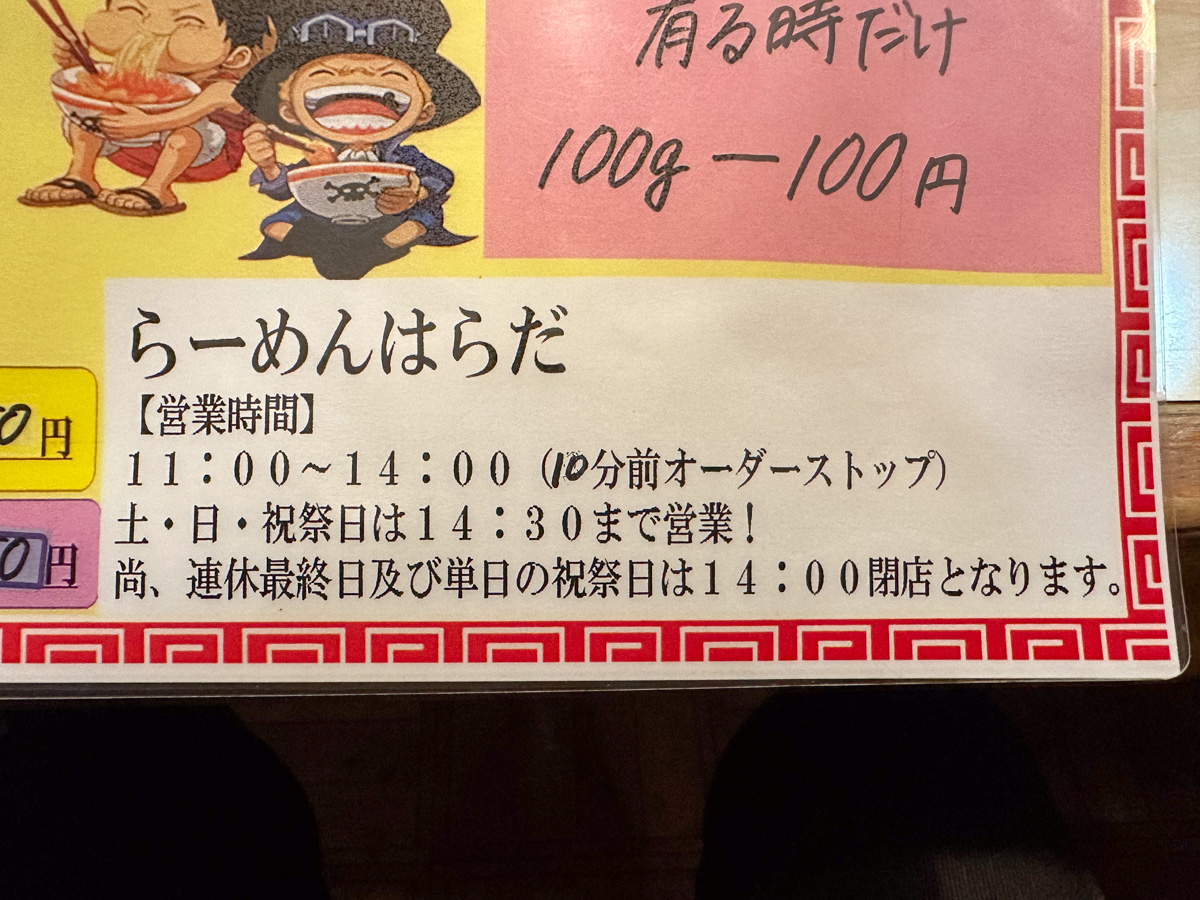 有る時だけ
100g ー 100円
らーめんはらだ
【営業時間】
11:00～14:00(10分前オーダーストップ)
0円
土・日・祝祭日は14:30まで営業!
0円
尚、連休最終日及び単日の祝祭日は14:00閉店となります。